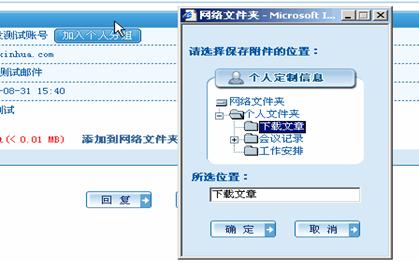 网络文件夹 - Microsoft I...
测试账号 加入个人分组
xinhua.com
测试邮件
-08-31 15:40
测试
(< 0.01 MB) 添加到网络文件夹
回复
请选择保存附件的位置：
个人定制信息
网络文件夹
个人文件夹
下载文章
会议记录
工作安排
所选位置：
下载文章
确定 取消